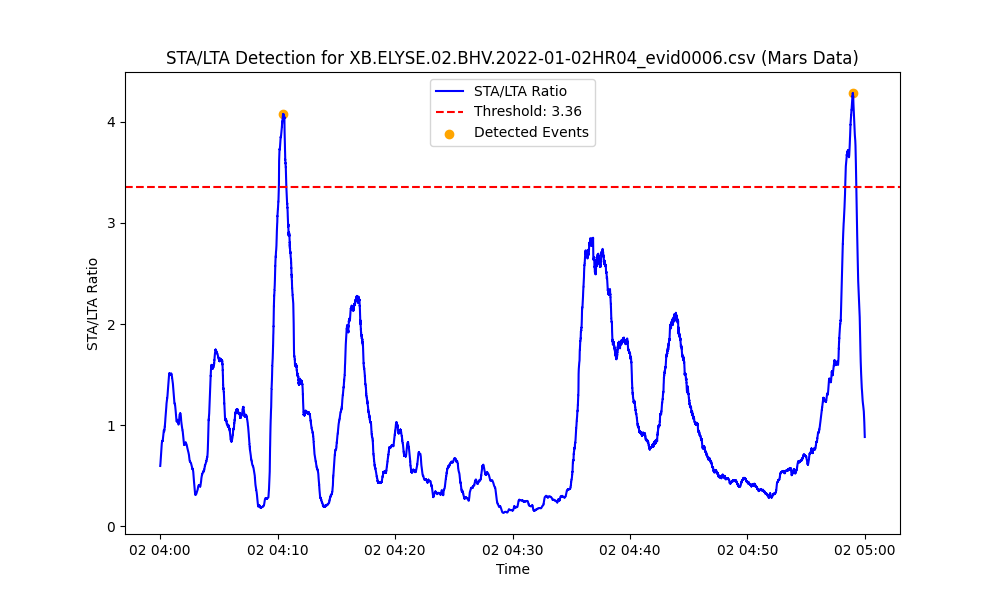 STA/LTA Detection for XB.ELYSE.02.BHV.2022-01-02HR04_evid0006.csv (Mars Data)
STA/LTA Ratio
Threshold: 3.36
Detected Events
STA/LTA Ratio
4
3
2
1
0
02 04:00 02 04:10 02 04:20 02 04:30 02 04:40 02 04:50 02 05:00
Time